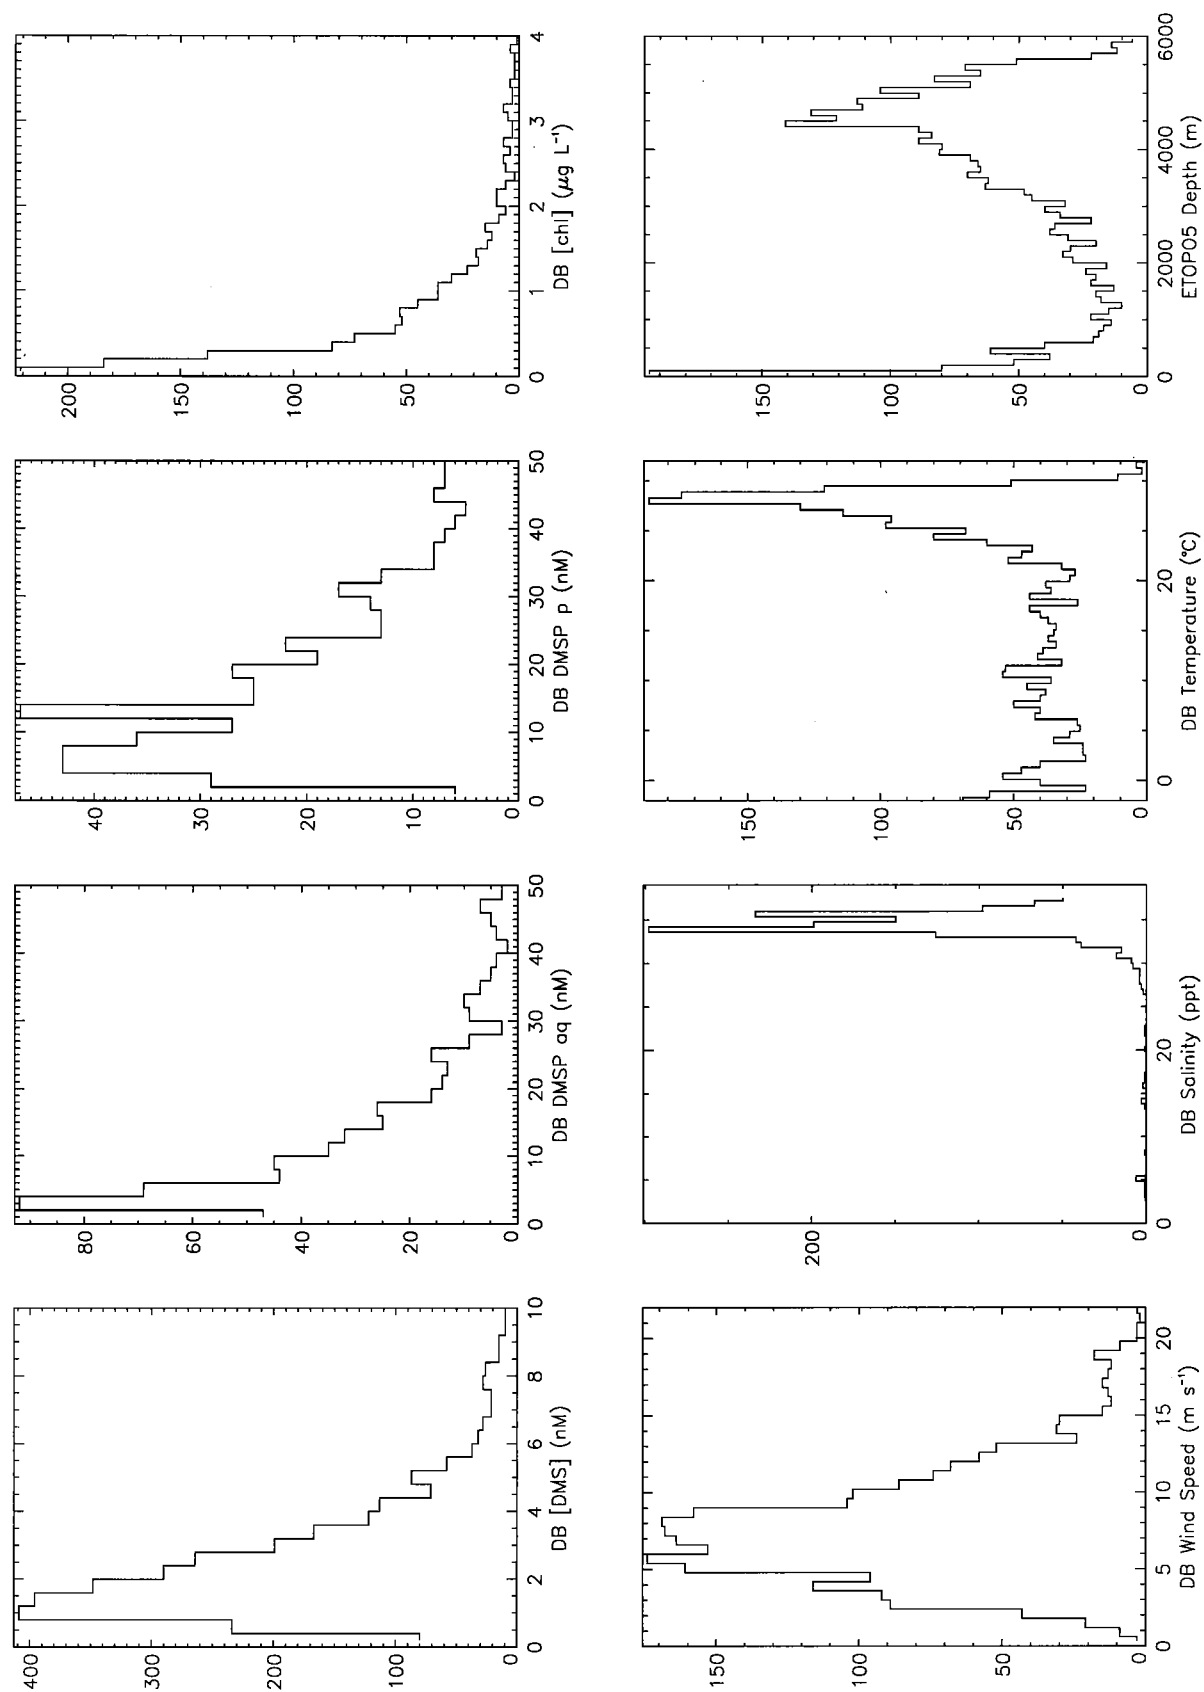 400
300
200
100
0
0 2 4 6 8 10
DB [DMS] (nM)
80
60
40
20
0
0 10 20 30 40 50
DB DMSP aq (nM)
40
30
20
10
0
0 10 20 30 40 50
DB DMSP p (nM)
200
150
100
50
0
0 1 2 3 4
DB [chl] (µg L⁻¹)
150
100
50
0
0 5 10 15 20
DB Wind Speed (m s⁻¹)
200
0
0 20
DB Salinity (ppt)
150
100
50
0
0 20
DB Temperature (°C)
150
100
50
0
0 2000 4000 6000
ETOPO5 Depth (m)